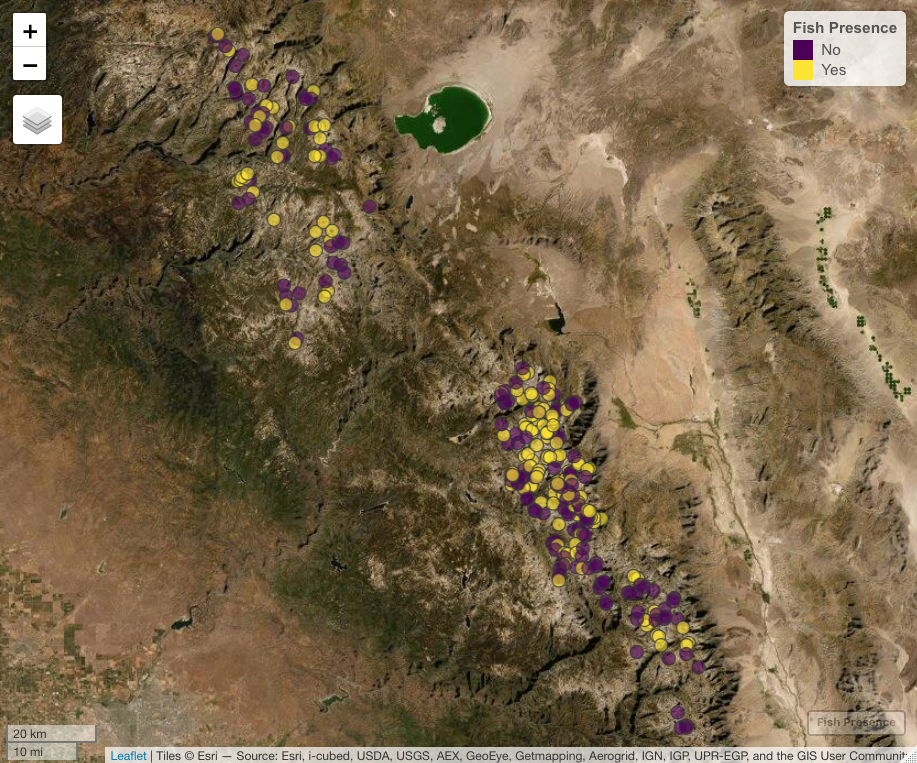 +
Fish Presence
No
Yes
−
Fish Presence
20 km
10 mi
Leaflet | Tiles © Esri — Source: Esri, i-cubed, USDA, USGS, AEX, GeoEye, Getmapping, Aerogrid, IGN, IGP, UPR-EGP, and the GIS User Community